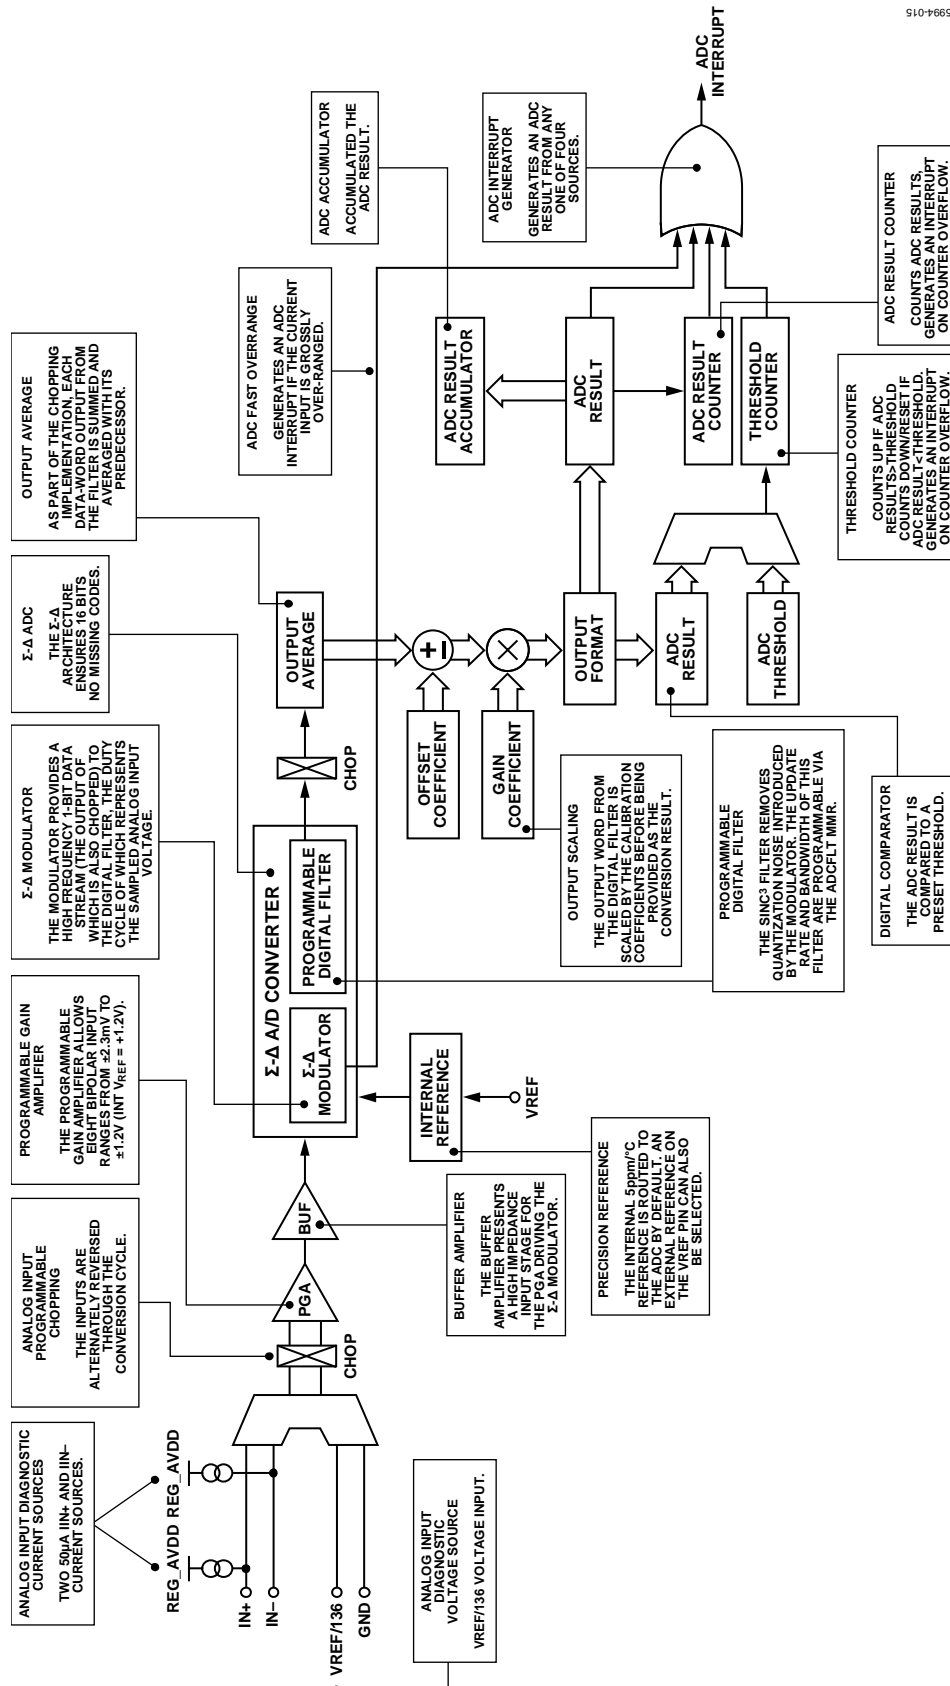 ANALOG INPUT DIAGNOSTIC
CURRENT SOURCES
TWO 50µA IIN+ AND IIN–
CURRENT SOURCES.
ANALOG INPUT
PROGRAMMABLE
CHOPPING
THE INPUTS ARE
ALTERNATELY REVERSED
THROUGH THE
CONVERSION CYCLE.
PROGRAMMABLE GAIN
AMPLIFIER
THE PROGRAMMABLE
GAIN AMPLIFIER ALLOWS
EIGHT BIPOLAR INPUT
RANGES FROM ±2.3mV TO
±1.2V (INT VREF = +1.2V).
Σ-Δ MODULATOR
THE MODULATOR PROVIDES A
HIGH FREQUENCY 1-BIT DATA
STREAM (THE OUTPUT OF
WHICH IS ALSO CHOPPED) TO
THE DIGITAL FILTER, THE DUTY
CYCLE OF WHICH REPRESENTS
THE SAMPLED ANALOG INPUT
VOLTAGE.
Σ-Δ ADC
THE Σ-Δ
ARCHITECTURE
ENSURES 16 BITS
NO MISSING CODES.
OUTPUT AVERAGE
AS PART OF THE CHOPPING
IMPLEMENTATION, EACH
DATA-WORD OUTPUT FROM
THE FILTER IS SUMMED AND
AVERAGED WITH ITS
PREDECESSOR.
ADC FAST OVERRANGE
GENERATES AN ADC
INTERRUPT IF THE CURRENT
INPUT IS GROSSLY
OVER-RANGED.
ADC ACCUMULATOR
ACCUMULATED THE
ADC RESULT.
ADC INTERRUPT
GENERATOR
GENERATES AN ADC
RESULT FROM ANY
ONE OF FOUR
SOURCES.
REG_AVDD
REG_AVDD
IN+
IN–
VREF/136
GND
CHOP
PGA
BUF
Σ-Δ A/D CONVERTER
Σ-Δ
MODULATOR
PROGRAMMABLE
DIGITAL FILTER
CHOP
OUTPUT
AVERAGE
INTERNAL
REFERENCE
VREF
OFFSET
COEFFICIENT
GAIN
COEFFICIENT
OUTPUT
FORMAT
ADC RESULT
ACCUMULATOR
ADC
RESULT
ADC RESULT
COUNTER
THRESHOLD
COUNTER
ADC
RESULT
ADC
THRESHOLD
ADC
INTERRUPT
ANALOG INPUT
DIAGNOSTIC
VOLTAGE SOURCE
VREF/136 VOLTAGE INPUT.
BUFFER AMPLIFIER
THE BUFFER
AMPLIFIER PRESENTS
A HIGH IMPEDANCE
INPUT STAGE FOR
THE PGA DRIVING THE
Σ-Δ MODULATOR.
PRECISION REFERENCE
THE INTERNAL 5ppm/°C
REFERENCE IS ROUTED TO
THE ADC BY DEFAULT. AN
EXTERNAL REFERENCE ON
THE VREF PIN CAN ALSO
BE SELECTED.
OUTPUT SCALING
THE OUTPUT WORD FROM
THE DIGITAL FILTER IS
SCALED BY THE CALIBRATION
COEFFICIENTS BEFORE BEING
PROVIDED AS THE
CONVERSION RESULT.
PROGRAMMABLE
DIGITAL FILTER
THE SINC³ FILTER REMOVES
QUANTIZATION NOISE INTRODUCED
BY THE MODULATOR. THE UPDATE
RATE AND BANDWIDTH OF THIS
FILTER ARE PROGRAMMABLE VIA
THE ADCFLT MMR.
DIGITAL COMPARATOR
THE ADC RESULT IS
COMPARED TO A
PRESET THRESHOLD.
THRESHOLD COUNTER
COUNTS UP IF ADC
RESULTS>THRESHOLD
COUNTS DOWN/RESET IF
ADC RESULT<THRESHOLD.
GENERATES AN INTERRUPT
ON COUNTER OVERFLOW.
ADC RESULT COUNTER
COUNTS ADC RESULTS,
GENERATES AN INTERRUPT
ON COUNTER OVERFLOW.
5994-015